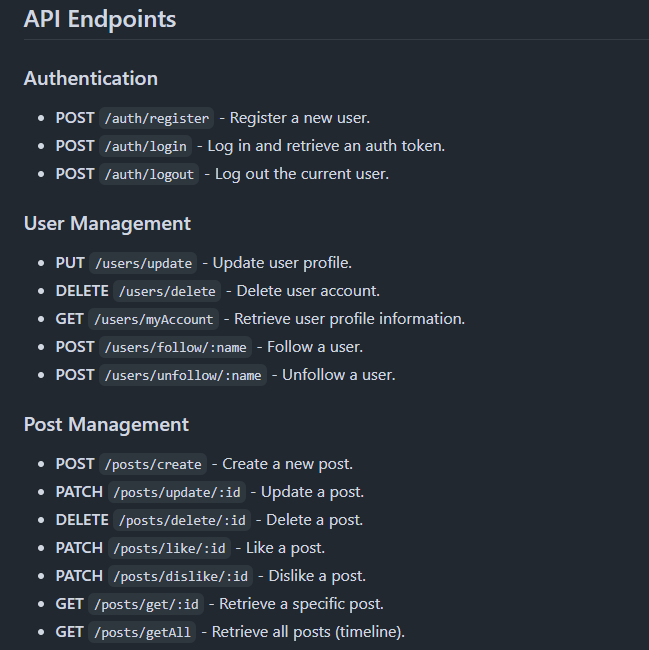 API Endpoints
Authentication
POST /auth/register - Register a new user.
POST /auth/login - Log in and retrieve an auth token.
POST /auth/logout - Log out the current user.
User Management
PUT /users/update - Update user profile.
DELETE /users/delete - Delete user account.
GET /users/myAccount - Retrieve user profile information.
POST /users/follow/:name - Follow a user.
POST /users/unfollow/:name - Unfollow a user.
Post Management
POST /posts/create - Create a new post.
PATCH /posts/update/:id - Update a post.
DELETE /posts/delete/:id - Delete a post.
PATCH /posts/like/:id - Like a post.
PATCH /posts/dislike/:id - Dislike a post.
GET /posts/get/:id - Retrieve a specific post.
GET /posts/getAll - Retrieve all posts (timeline).